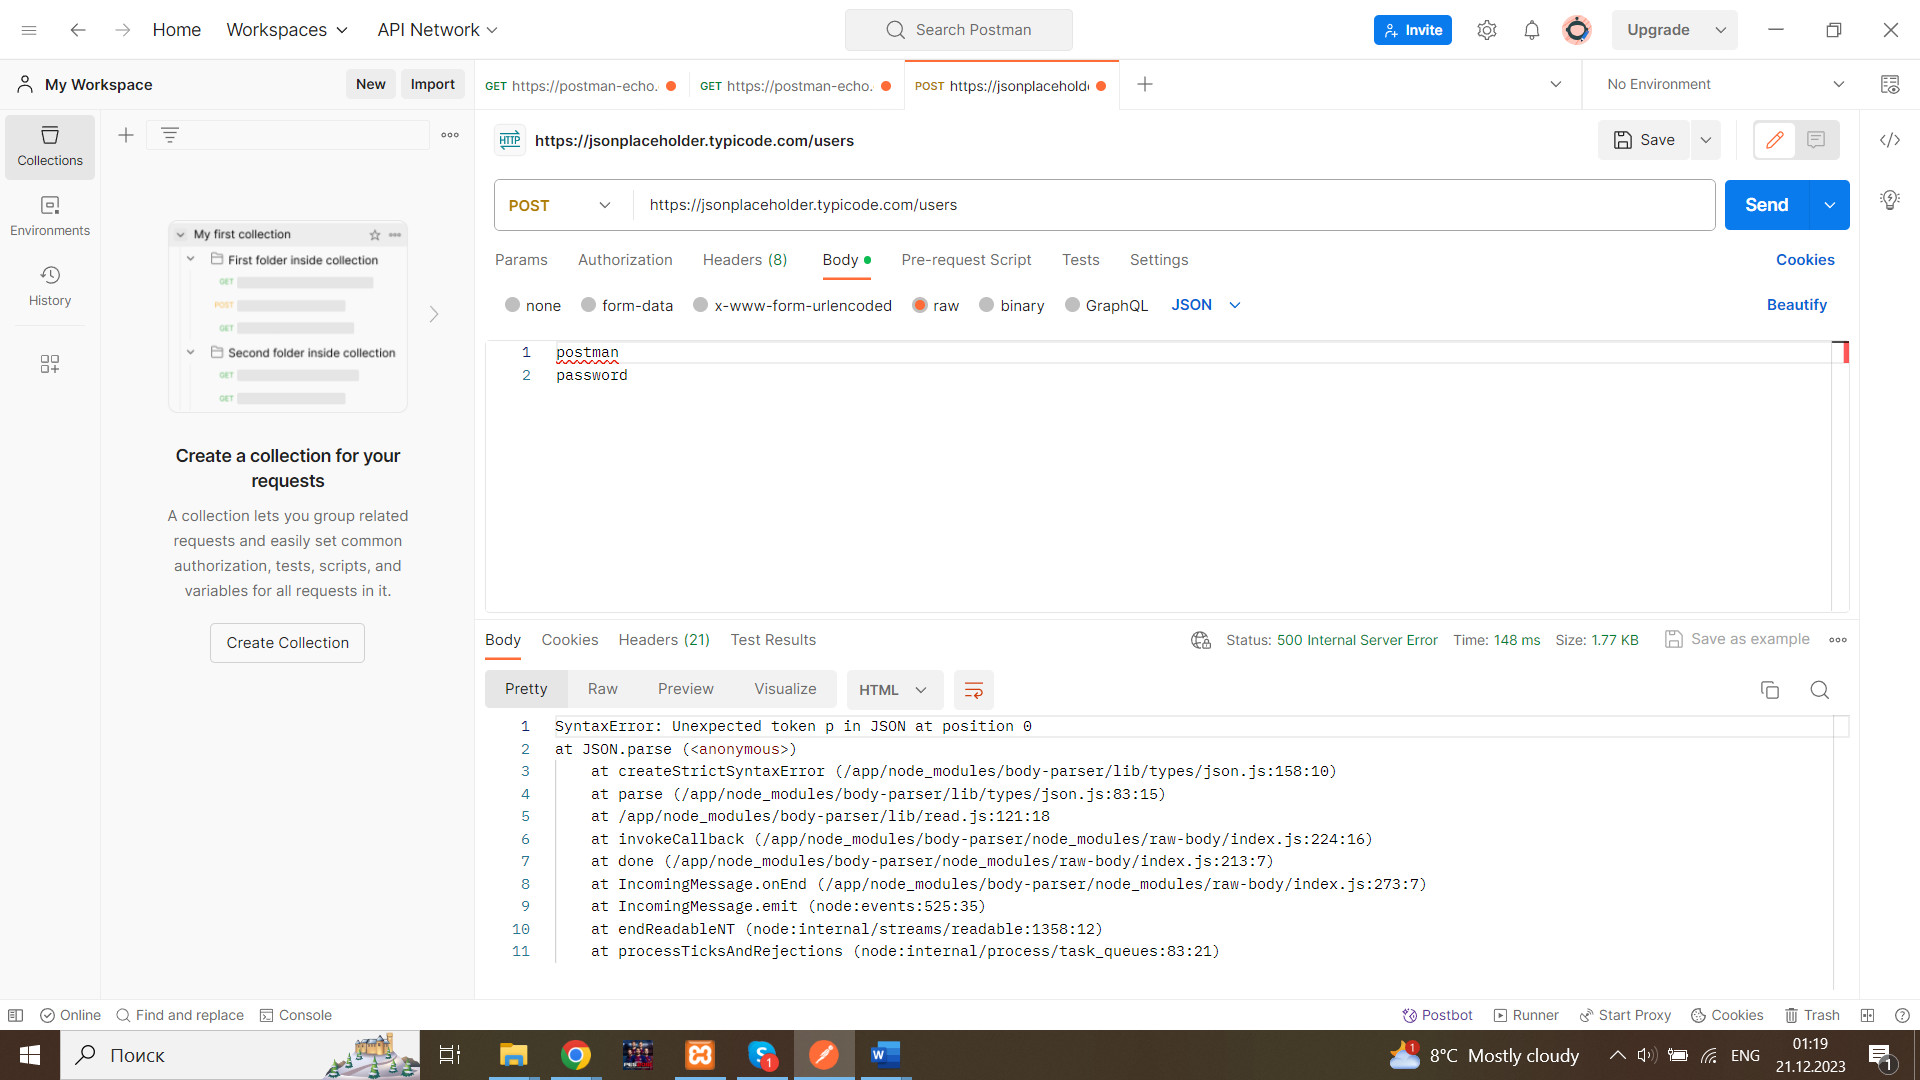 Home
Workspaces
API Network
Search Postman
Invite
Upgrade
My Workspace
New
Import
GET https://postman-echo.
GET https://postman-echo.
POST https://jsonplaceholde
No Environment
Collections
Environments
History
HTTP
https://jsonplaceholder.typicode.com/users
Save
POST
https://jsonplaceholder.typicode.com/users
Send
Params
Authorization
Headers (8)
Body
Pre-request Script
Tests
Settings
Cookies
none
form-data
x-www-form-urlencoded
raw
binary
GraphQL
JSON
Beautify
1 postman
2 password
My first collection
First folder inside collection
GET
POST
GET
Second folder inside collection
GET
GET
Create a collection for your
requests
A collection lets you group related
requests and easily set common
authorization, tests, scripts, and
variables for all requests in it.
Create Collection
Body
Cookies
Headers (21)
Test Results
Status: 500 Internal Server Error
Time: 148 ms
Size: 1.77 KB
Save as example
Pretty
Raw
Preview
Visualize
HTML
1 SyntaxError: Unexpected token p in JSON at position 0
2 at JSON.parse (<anonymous>)
3 at createStrictSyntaxError (/app/node_modules/body-parser/lib/types/json.js:158:10)
4 at parse (/app/node_modules/body-parser/lib/types/json.js:83:15)
5 at /app/node_modules/body-parser/lib/read.js:121:18
6 at invokeCallback (/app/node_modules/body-parser/node_modules/raw-body/index.js:224:16)
7 at done (/app/node_modules/body-parser/node_modules/raw-body/index.js:213:7)
8 at IncomingMessage.onEnd (/app/node_modules/body-parser/node_modules/raw-body/index.js:273:7)
9 at IncomingMessage.emit (node:events:525:35)
10 at endReadableNT (node:internal/streams/readable:1358:12)
11 at processTicksAndRejections (node:internal/process/task_queues:83:21)
Online
Find and replace
Console
Postbot
Runner
Start Proxy
Cookies
Trash
Поиск
1
1
8°C Mostly cloudy
ENG
01:19
21.12.2023
1